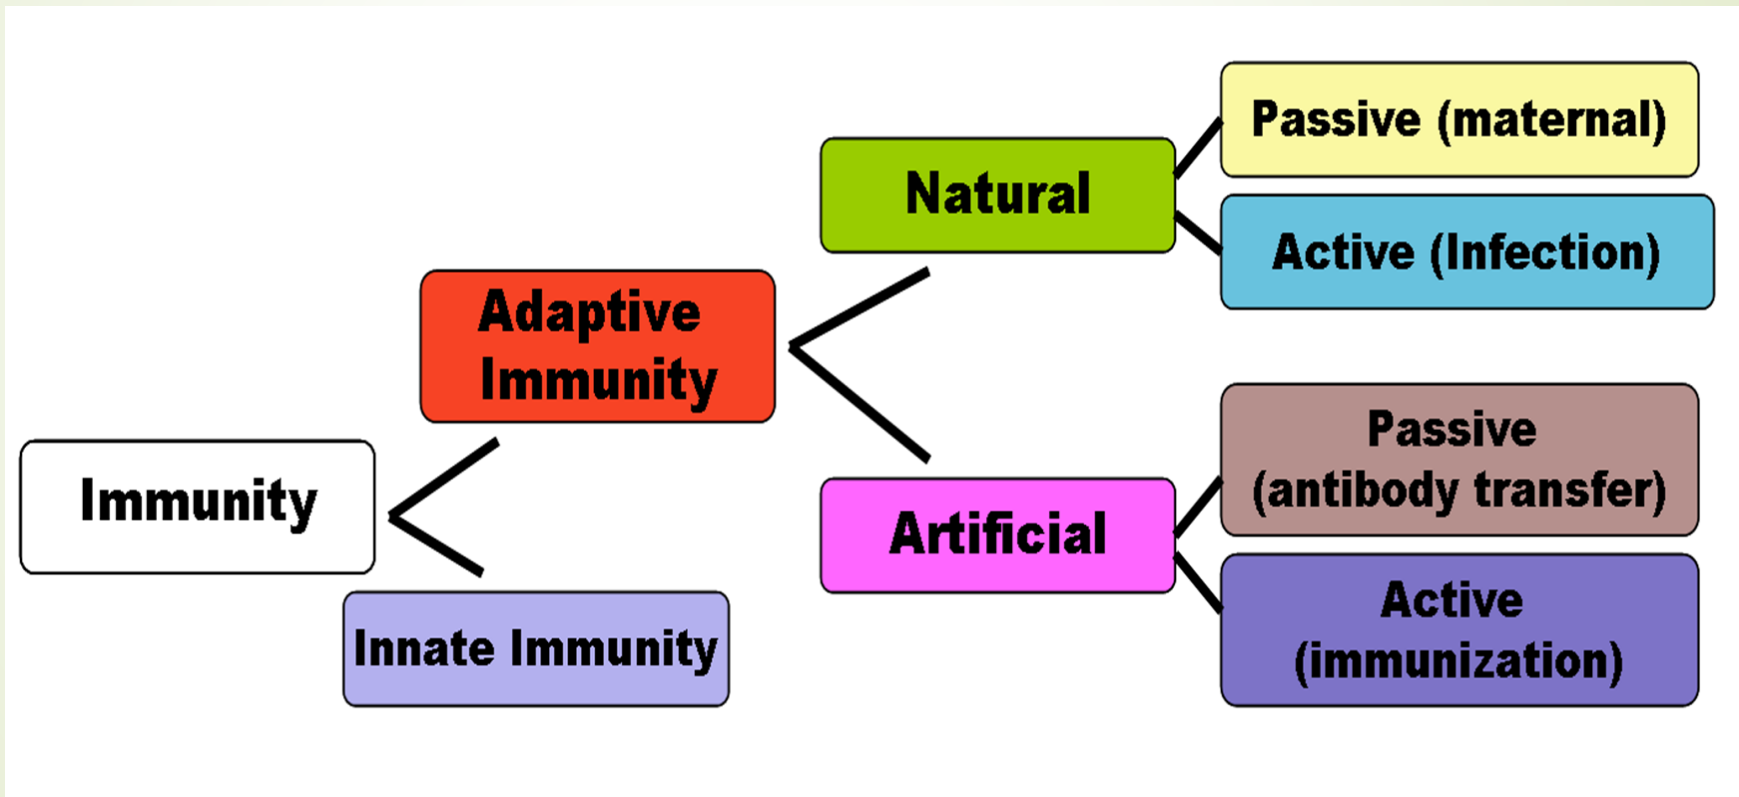 Immunity
Adaptive
Immunity
Innate Immunity
Natural
Artificial
Passive (maternal)
Active (Infection)
Passive
(antibody transfer)
Active
(immunization)